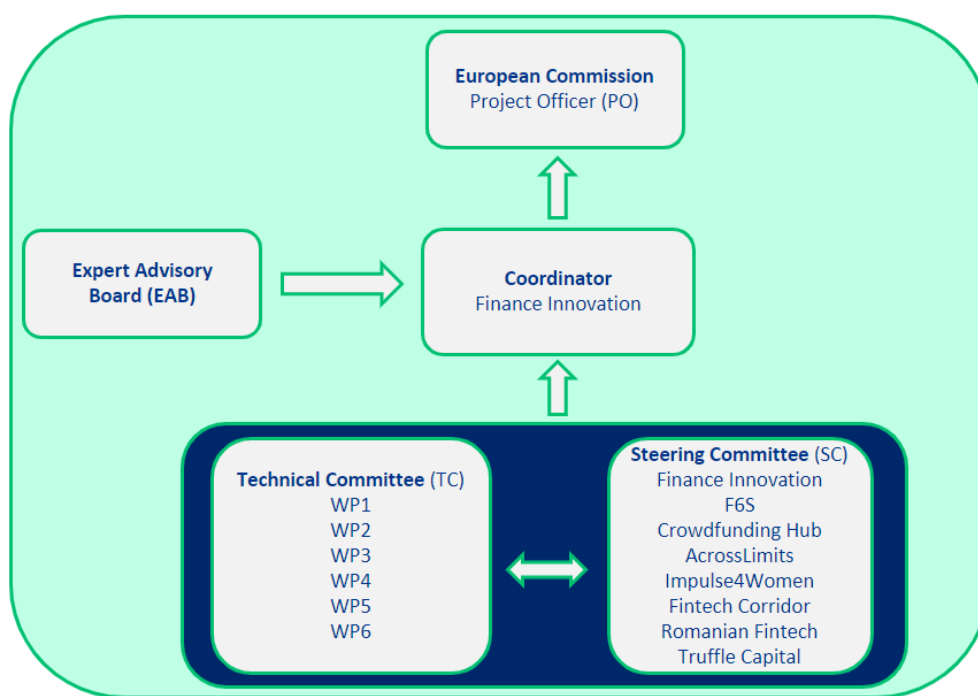 European Commission
Project Officer (PO)
Expert Advisory
Board (EAB)
Coordinator
Finance Innovation
Technical Committee (TC)
WP1
WP2
WP3
WP4
WP5
WP6
Steering Committee (SC)
Finance Innovation
F6S
Crowdfunding Hub
AcrossLimits
Impulse4Women
Fintech Corridor
Romanian Fintech
Truffle Capital